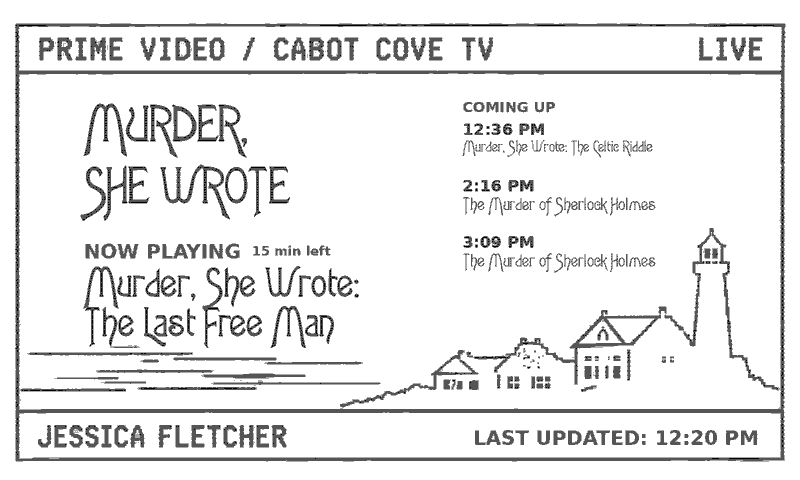 PRIME VIDEO / CABOT COVE TV
LIVE
MURDER,
SHE WROTE
NOW PLAYING 15 min left
Murder, She Wrote:
The Last Free Man
COMING UP
12:36 PM
Murder, She Wrote: The Celtic Riddle
2:16 PM
The Murder of Sherlock Holmes
3:09 PM
The Murder of Sherlock Holmes
JESSICA FLETCHER
LAST UPDATED: 12:20 PM